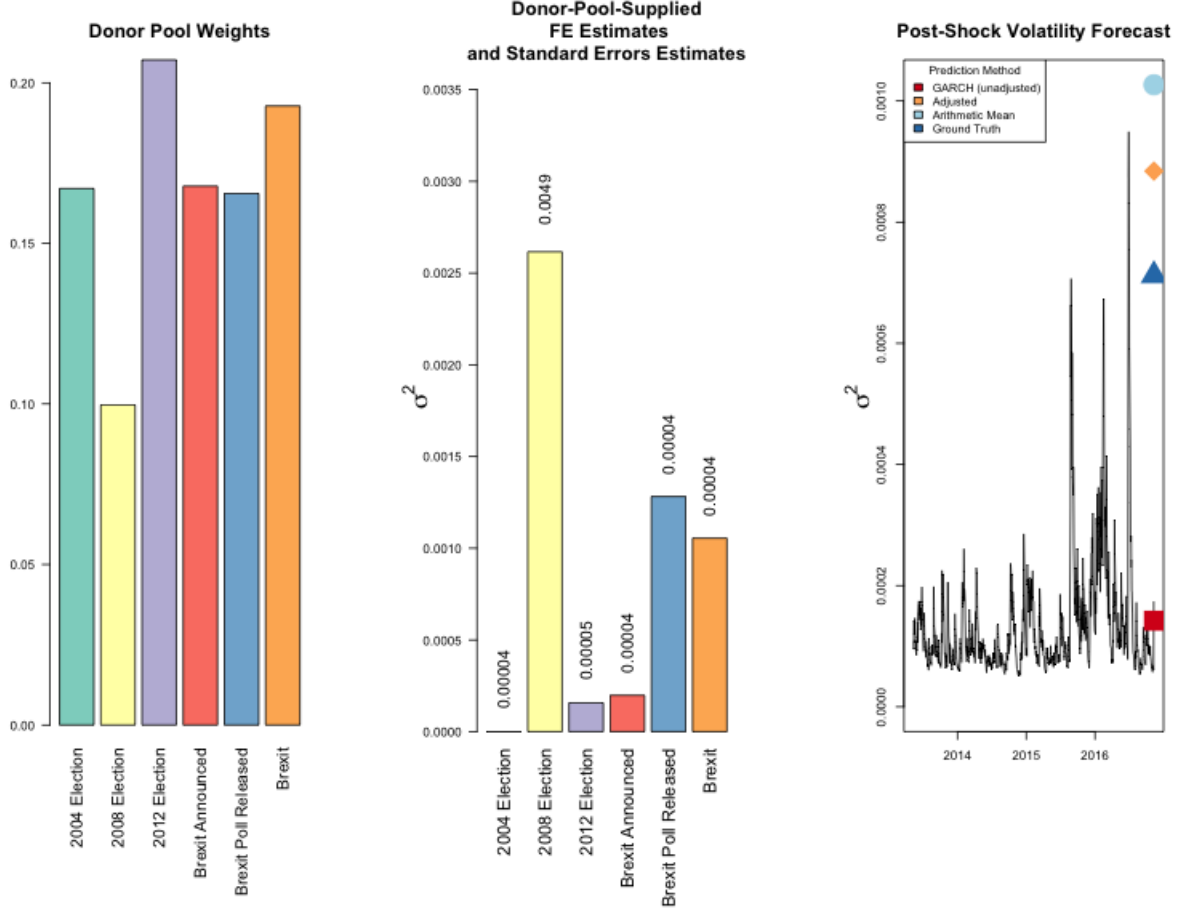 Donor Pool Weights
0.20
0.15
0.10
0.05
0.00
2004 Election
2008 Election
2012 Election
Brexit Announced
Brexit Poll Released
Brexit
Donor-Pool-Supplied
FE Estimates
and Standard Errors Estimates
σ2
0.0035
0.0030
0.0025
0.0020
0.0015
0.0010
0.0005
0.0000
0.00004
0.0049
0.00005
0.00004
0.00004
0.00004
2004 Election
2008 Election
2012 Election
Brexit Announced
Brexit Poll Released
Brexit
Post-Shock Volatility Forecast
Prediction Method
GARCH (unadjusted)
Adjusted
Arithmetic Mean
Ground Truth
σ2
0.0010
0.0008
0.0006
0.0004
0.0002
0.0000
2014
2015
2016